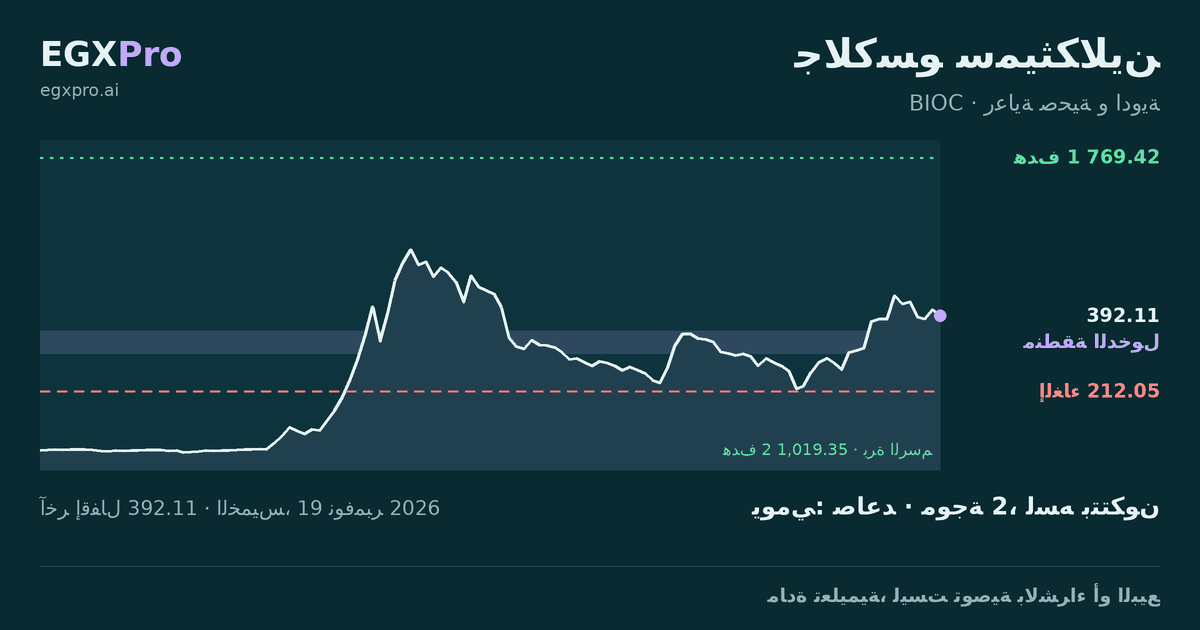 EGXPro
egxpro.ai
جلاكسو سميثكلاين
BIOC · رعاية صحية و ادوية
هدف 1 769.42
392.11
منطقة الدخول
إلغاء 212.05
هدف 2 1,019.35 · برة الرسم
يومي: صاعد · موجة 2، لسه بتتكون
آخر إقفال 392.11 · الخميس، 19 نوفمبر 2026
مادة تعليمية، ليست توصية بالشراء أو البيع